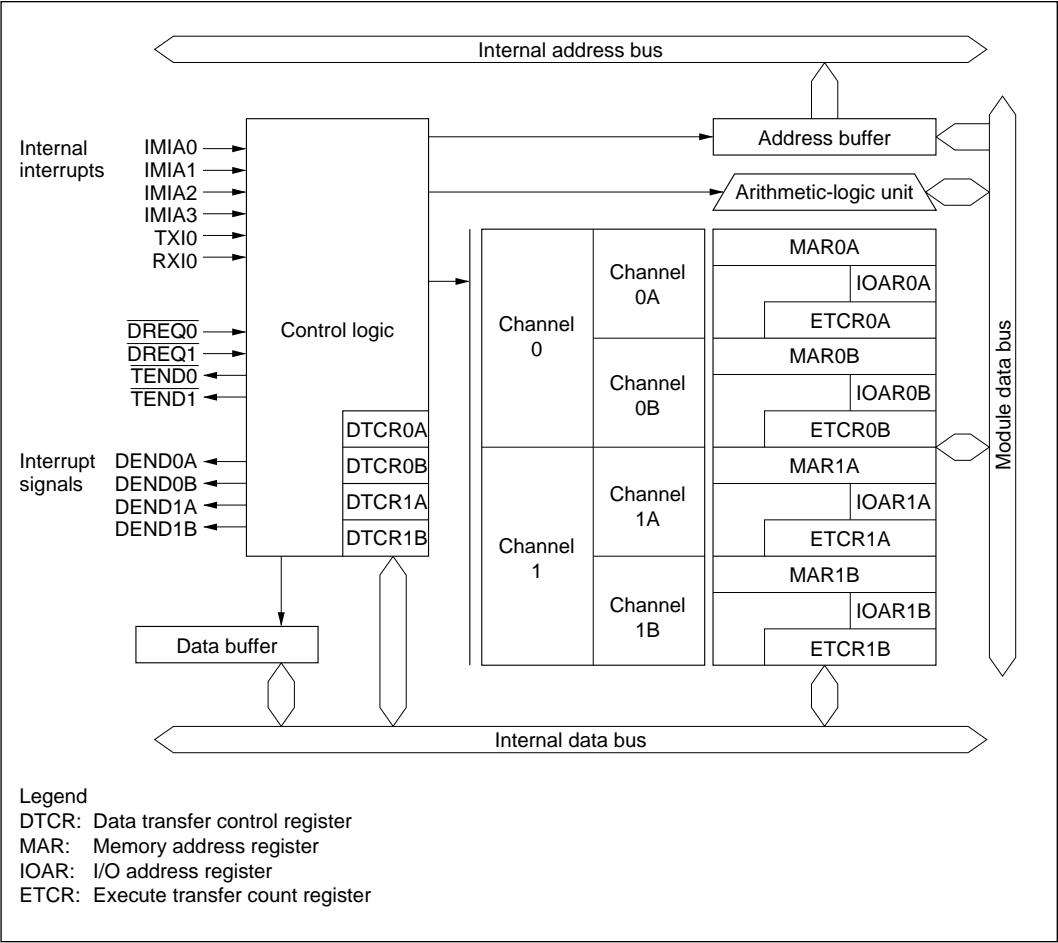 Internal address bus
Internal
interrupts
IMIA0
IMIA1
IMIA2
IMIA3
TXI0
RXI0
DREQ0
DREQ1
TEND0
TEND1
Interrupt
signals
DEND0A
DEND0B
DEND1A
DEND1B
Control logic
DTCR0A
DTCR0B
DTCR1A
DTCR1B
Data buffer
Address buffer
Arithmetic-logic unit
Channel
0
Channel
1
Channel
0A
Channel
0B
Channel
1A
Channel
1B
MAR0A
IOAR0A
ETCR0A
MAR0B
IOAR0B
ETCR0B
MAR1A
IOAR1A
ETCR1A
MAR1B
IOAR1B
ETCR1B
Module data bus
Internal data bus
Legend
DTCR: Data transfer control register
MAR: Memory address register
IOAR: I/O address register
ETCR: Execute transfer count register